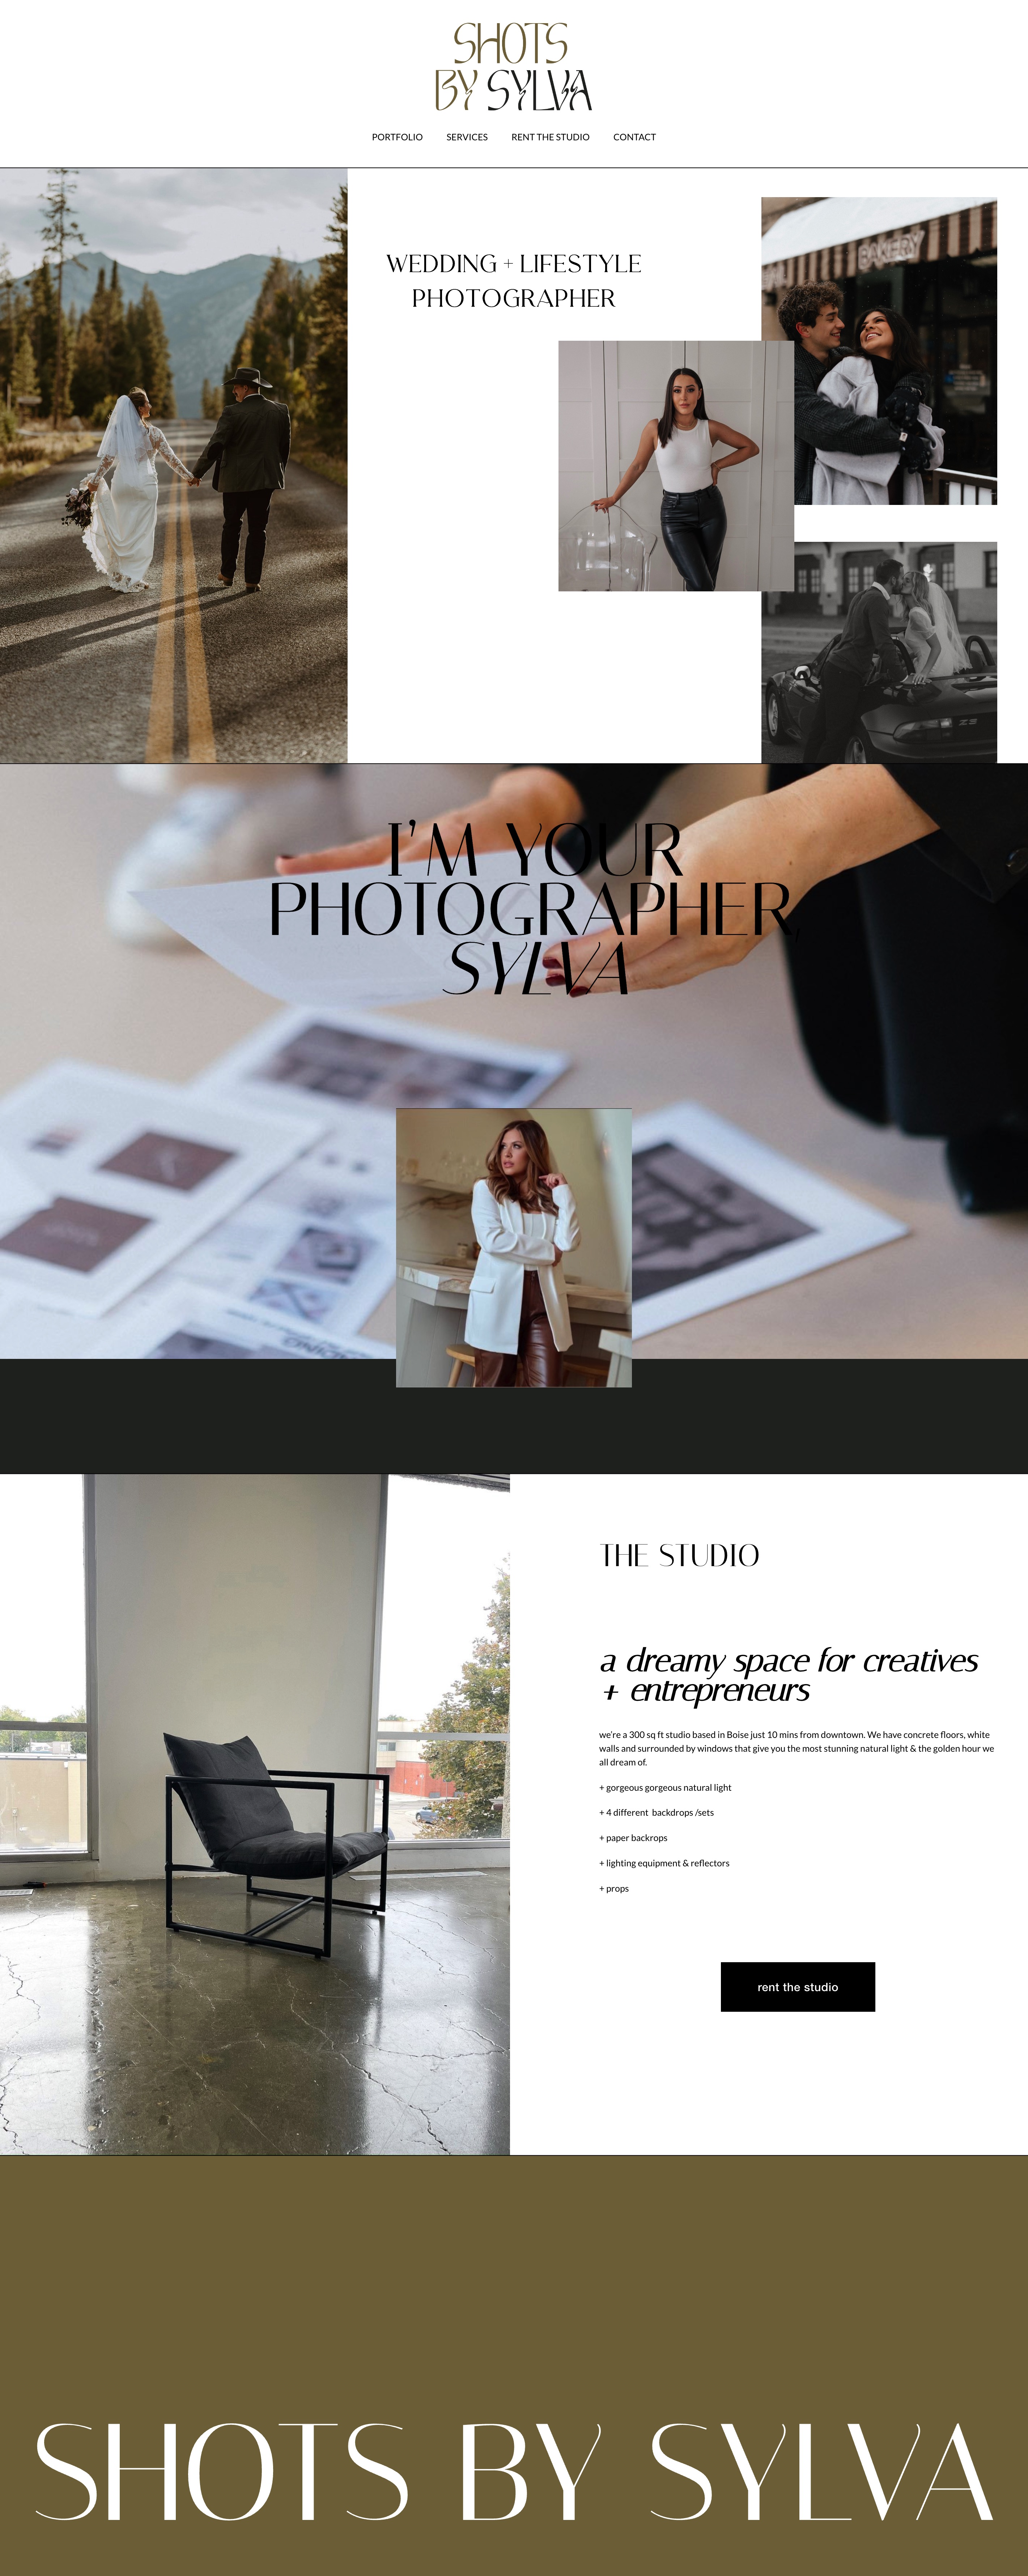 SHOTS
BY SYLVA
PORTFOLIO SERVICES RENT THE STUDIO CONTACT
WEDDING + LIFESTYLE
PHOTOGRAPHER
BAKERY
Z3
I'M YOUR
PHOTOGRAPHER,
SYLVA
THE STUDIO
a dreamy space for creatives
+ entrepreneurs
we're a 300 sq ft studio based in Boise just 10 mins from downtown. We have concrete floors, white
walls and surrounded by windows that give you the most stunning natural light & the golden hour we
all dream of.
+ gorgeous gorgeous natural light
+ 4 different backdrops /sets
+ paper backrops
+ lighting equipment & reflectors
+ props
rent the studio
SHOTS BY SYLVA